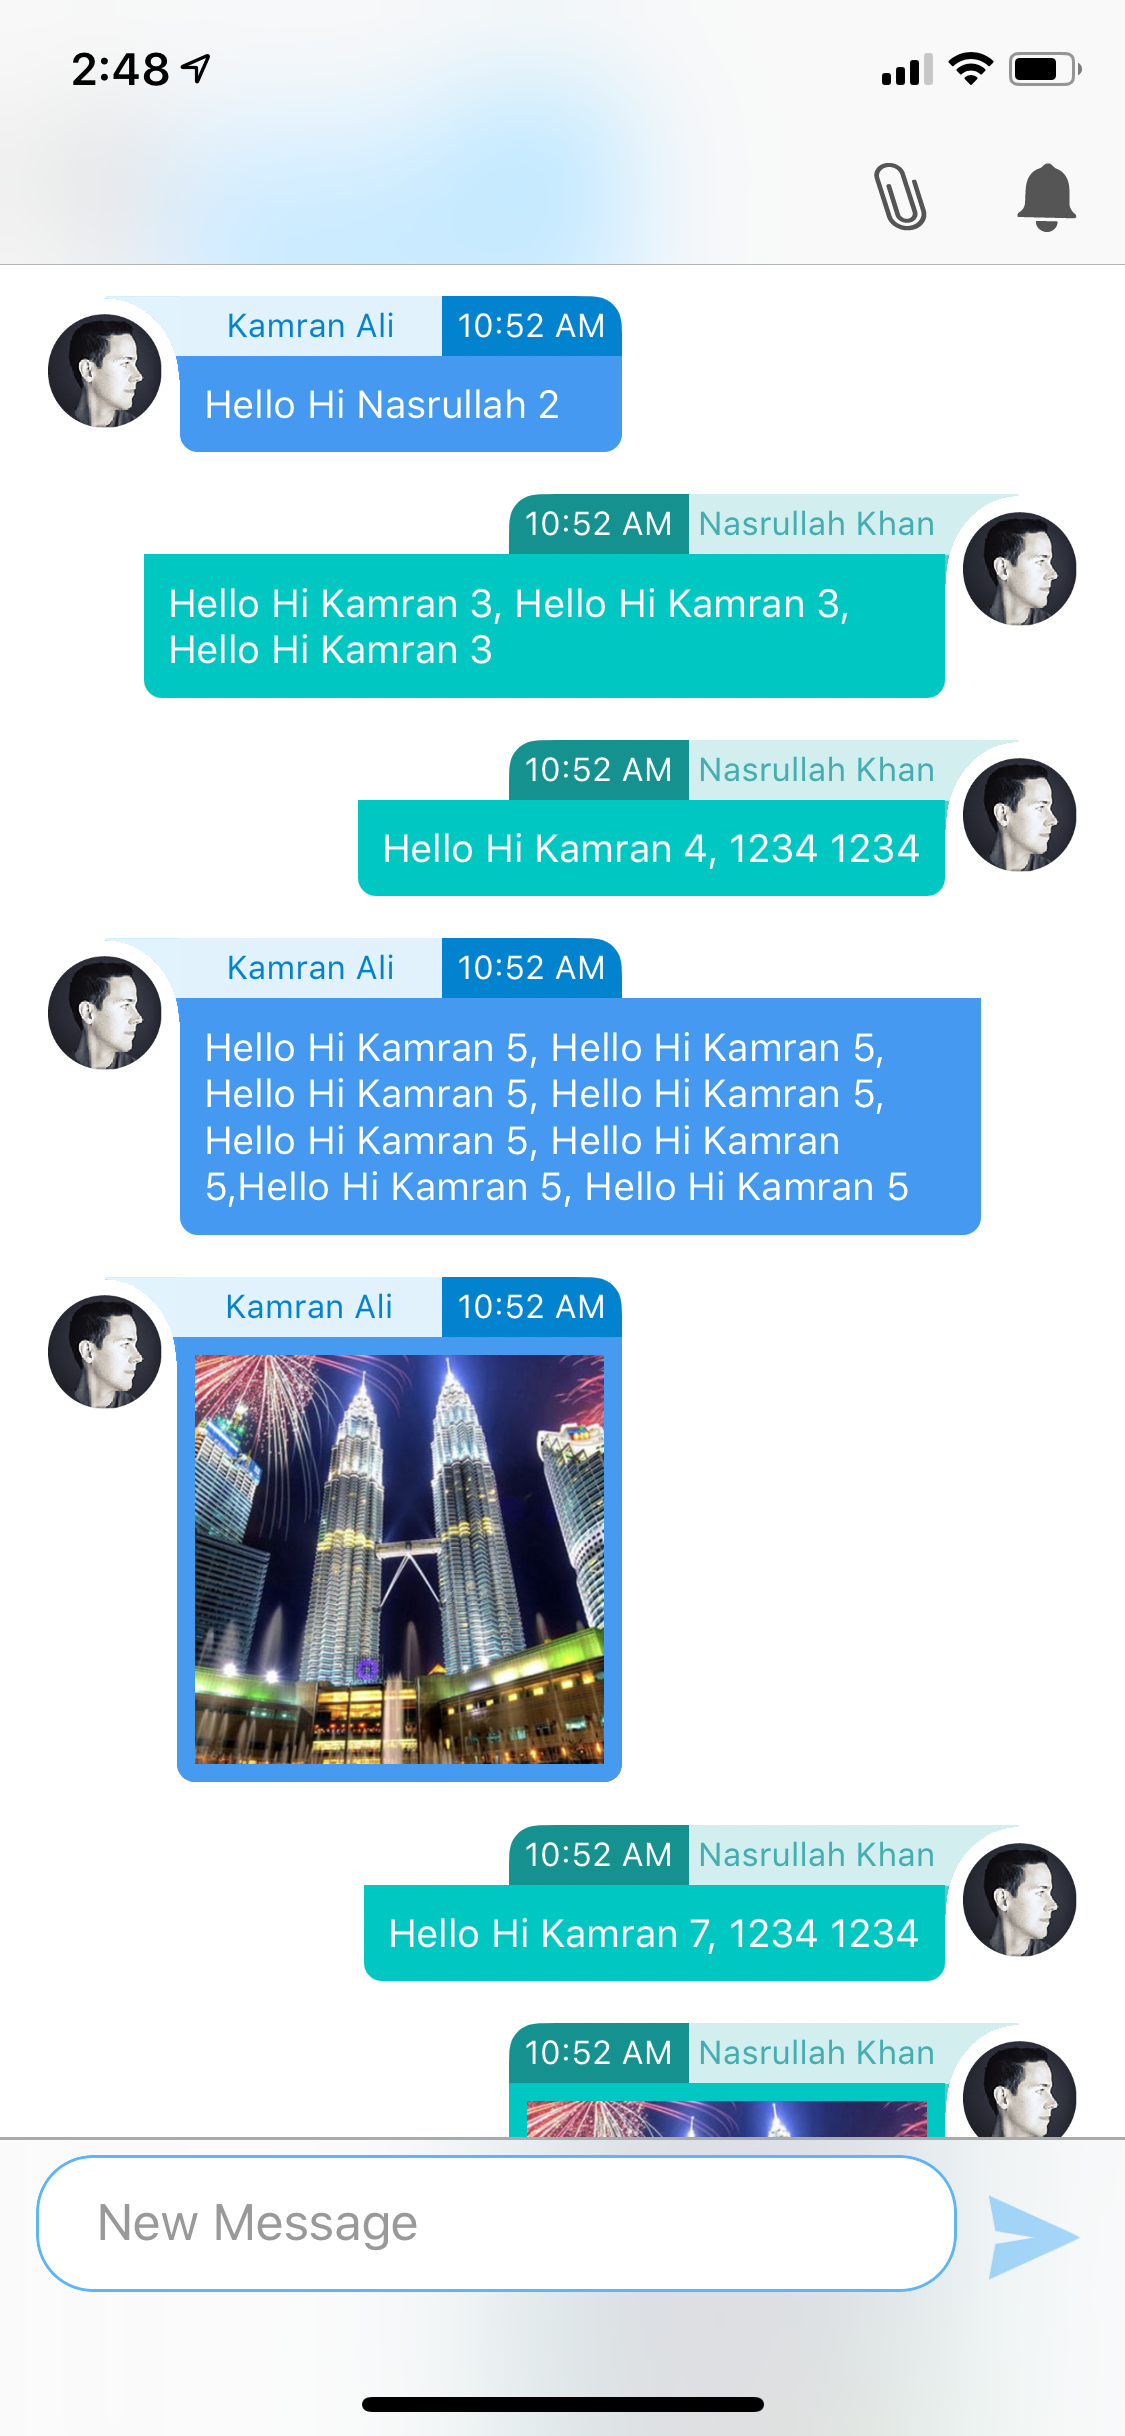 2:48
Kamran Ali 10:52 AM
Hello Hi Nasrullah 2
10:52 AM Nasrullah Khan
Hello Hi Kamran 3, Hello Hi Kamran 3,
Hello Hi Kamran 3
10:52 AM Nasrullah Khan
Hello Hi Kamran 4, 1234 1234
Kamran Ali 10:52 AM
Hello Hi Kamran 5, Hello Hi Kamran 5,
Hello Hi Kamran 5, Hello Hi Kamran 5,
Hello Hi Kamran 5, Hello Hi Kamran
5,Hello Hi Kamran 5, Hello Hi Kamran 5
Kamran Ali 10:52 AM
10:52 AM Nasrullah Khan
Hello Hi Kamran 7, 1234 1234
10:52 AM Nasrullah Khan
New Message